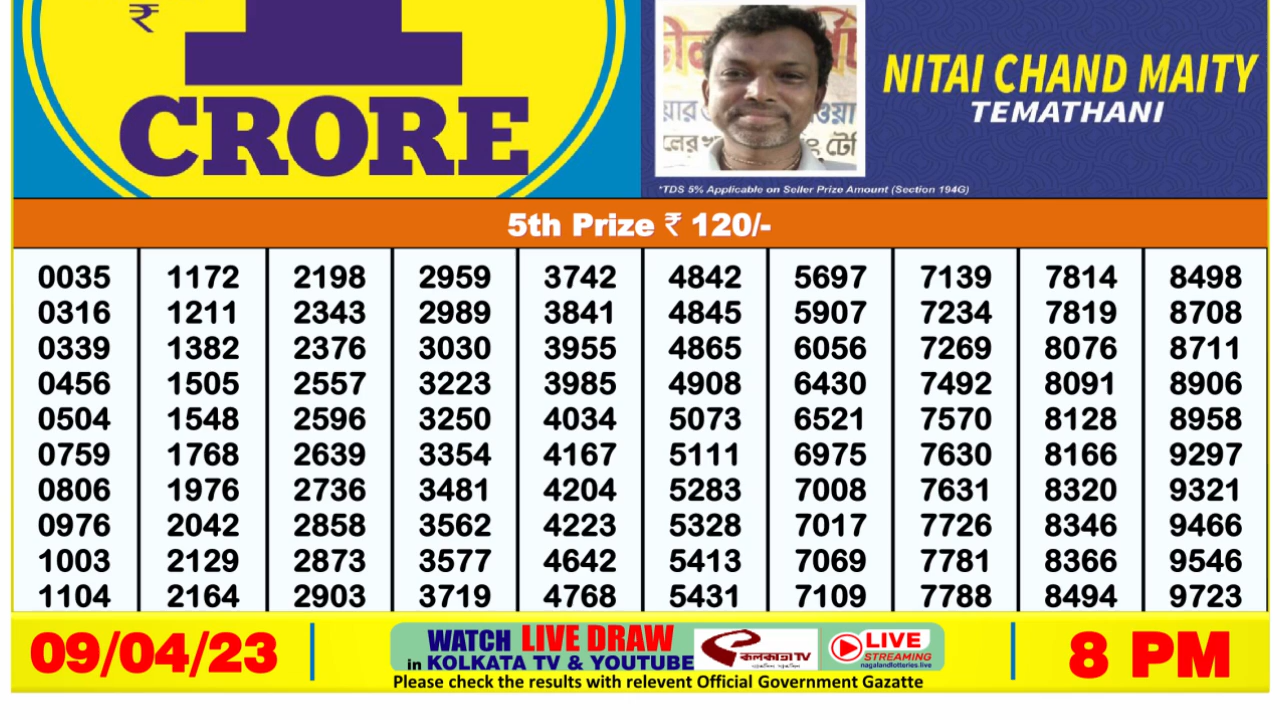 ₹ 1
CRORE
NITAI CHAND MAITY
TEMATHANI
*TDS 5% Applicable on Seller Prize Amount (Section 194G)
5th Prize ₹ 120/-
0035 1172 2198 2959 3742 4842 5697 7139 7814 8498
0316 1211 2343 2989 3841 4845 5907 7234 7819 8708
0339 1382 2376 3030 3955 4865 6056 7269 8076 8711
0456 1505 2557 3223 3985 4908 6430 7492 8091 8906
0504 1548 2596 3250 4034 5073 6521 7570 8128 8958
0759 1768 2639 3354 4167 5111 6975 7630 8166 9297
0806 1976 2736 3481 4204 5283 7008 7631 8320 9321
0976 2042 2858 3562 4223 5328 7017 7726 8346 9466
1003 2129 2873 3577 4642 5413 7069 7781 8366 9546
1104 2164 2903 3719 4768 5431 7109 7788 8494 9723
09/04/23
WATCH LIVE DRAW
in KOLKATA TV & YOUTUBE
কলকাতা TV
LIVE
STREAMING
nagalandlotteries.live
8 PM
Please check the results with relevent Official Government Gazatte